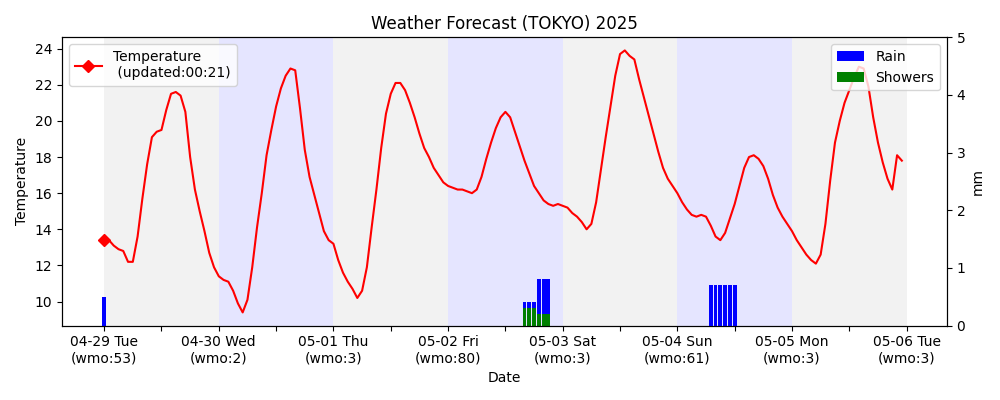 Weather Forecast (TOKYO) 2025
Temperature
(updated:00:21)
Rain
Showers
24
22
20
18
16
14
12
10
Temperature
5
4
3
2
1
0
mm
04-29 Tue
(wmo:53)
04-30 Wed
(wmo:2)
05-01 Thu
(wmo:3)
05-02 Fri
(wmo:80)
05-03 Sat
(wmo:3)
05-04 Sun
(wmo:61)
05-05 Mon
(wmo:3)
05-06 Tue
(wmo:3)
Date